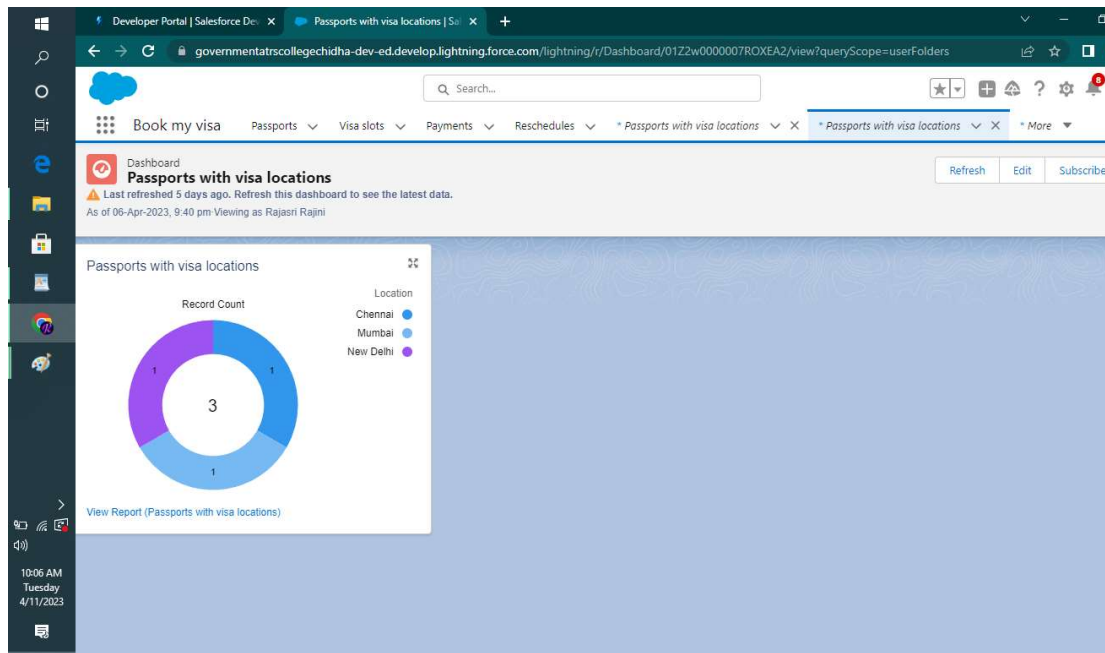 Developer Portal | Salesforce Dev
Passports with visa locations | Sal
governmentatrscollegechidha-dev-ed.develop.lightning.force.com/lightning/r/Dashboard/01Z2w0000007ROXEA2/view?queryScope=userFolders
Search...
8
Book my visa
Passports
Visa slots
Payments
Reschedules
* Passports with visa locations
* Passports with visa locations
* More
Dashboard
Passports with visa locations
Last refreshed 5 days ago. Refresh this dashboard to see the latest data.
As of 06-Apr-2023, 9:40 pm·Viewing as Rajasri Rajini
Refresh
Edit
Subscribe
Passports with visa locations
Record Count
Location
Chennai
Mumbai
New Delhi
1
1
3
1
View Report (Passports with visa locations)
10:06 AM
Tuesday
4/11/2023